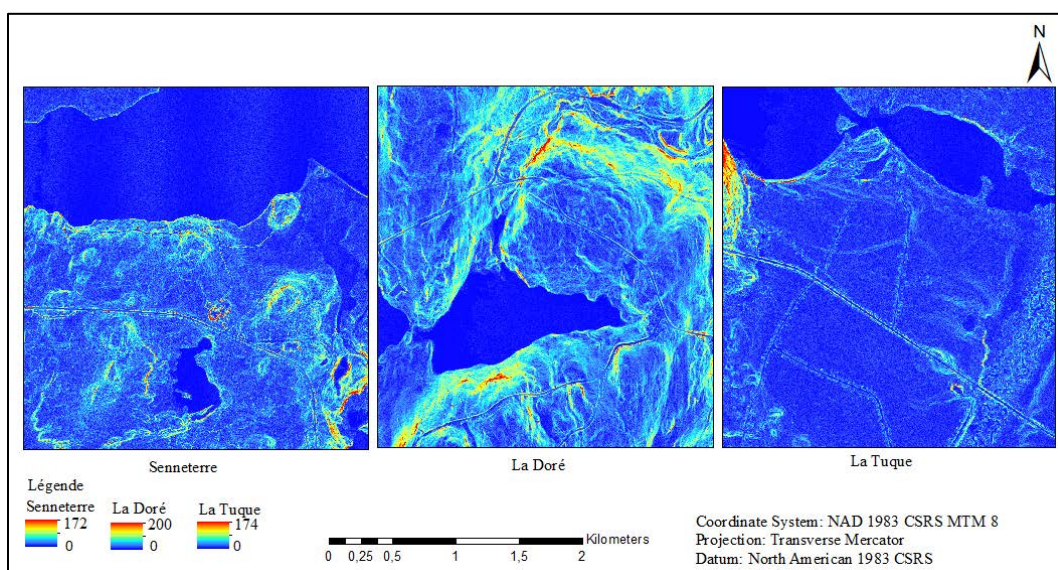 N
Senneterre
La Doré
La Tuque
Légende
Senneterre La Doré La Tuque
172 200 174
0 0 0
Kilometers
0 0,25 0,5 1 1,5 2
Coordinate System: NAD 1983 CSRS MTM 8
Projection: Transverse Mercator
Datum: North American 1983 CSRS